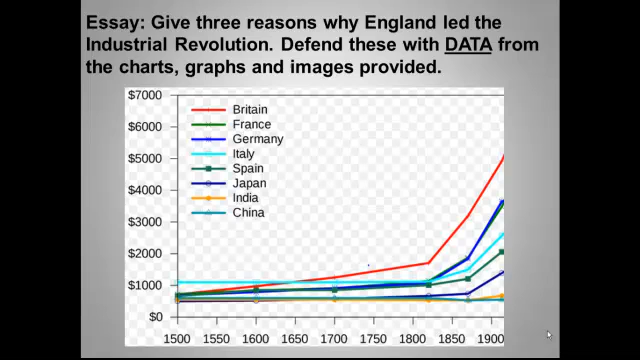 Essay: Give three reasons why England led the
Industrial Revolution. Defend these with DATA from
the charts, graphs and images provided.
$7000
$6000
$5000
$4000
$3000
$2000
$1000
$0
Britain
France
Germany
Italy
Spain
Japan
India
China
1500 1550 1600 1650 1700 1750 1800 1850 1900